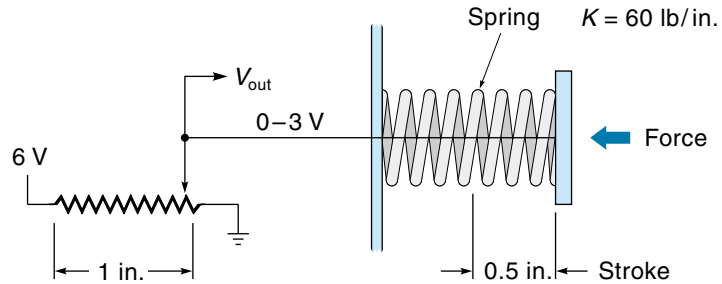 Spring
K = 60 lb/in.
Vout
0–3 V
6 V
Force
1 in.
0.5 in.
Stroke